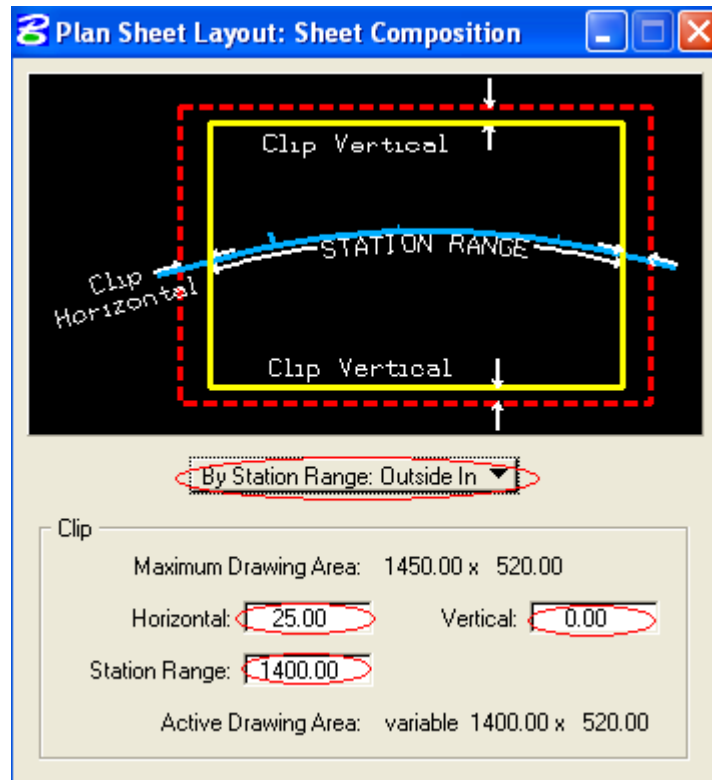 Plan Sheet Layout: Sheet Composition
Clip Vertical
STATION RANGE
Clip
Horizontal
Clip Vertical
By Station Range: Outside In
Clip
Maximum Drawing Area: 1450.00 x 520.00
Horizontal: 25.00 Vertical: 0.00
Station Range: 1400.00
Active Drawing Area: variable 1400.00 x 520.00